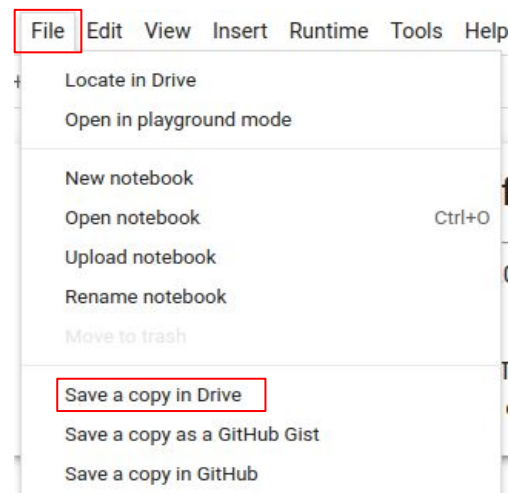 File Edit View Insert Runtime Tools Help
Locate in Drive
Open in playground mode
New notebook
Open notebook Ctrl+O
Upload notebook
Rename notebook
Move to trash
Save a copy in Drive
Save a copy as a GitHub Gist
Save a copy in GitHub